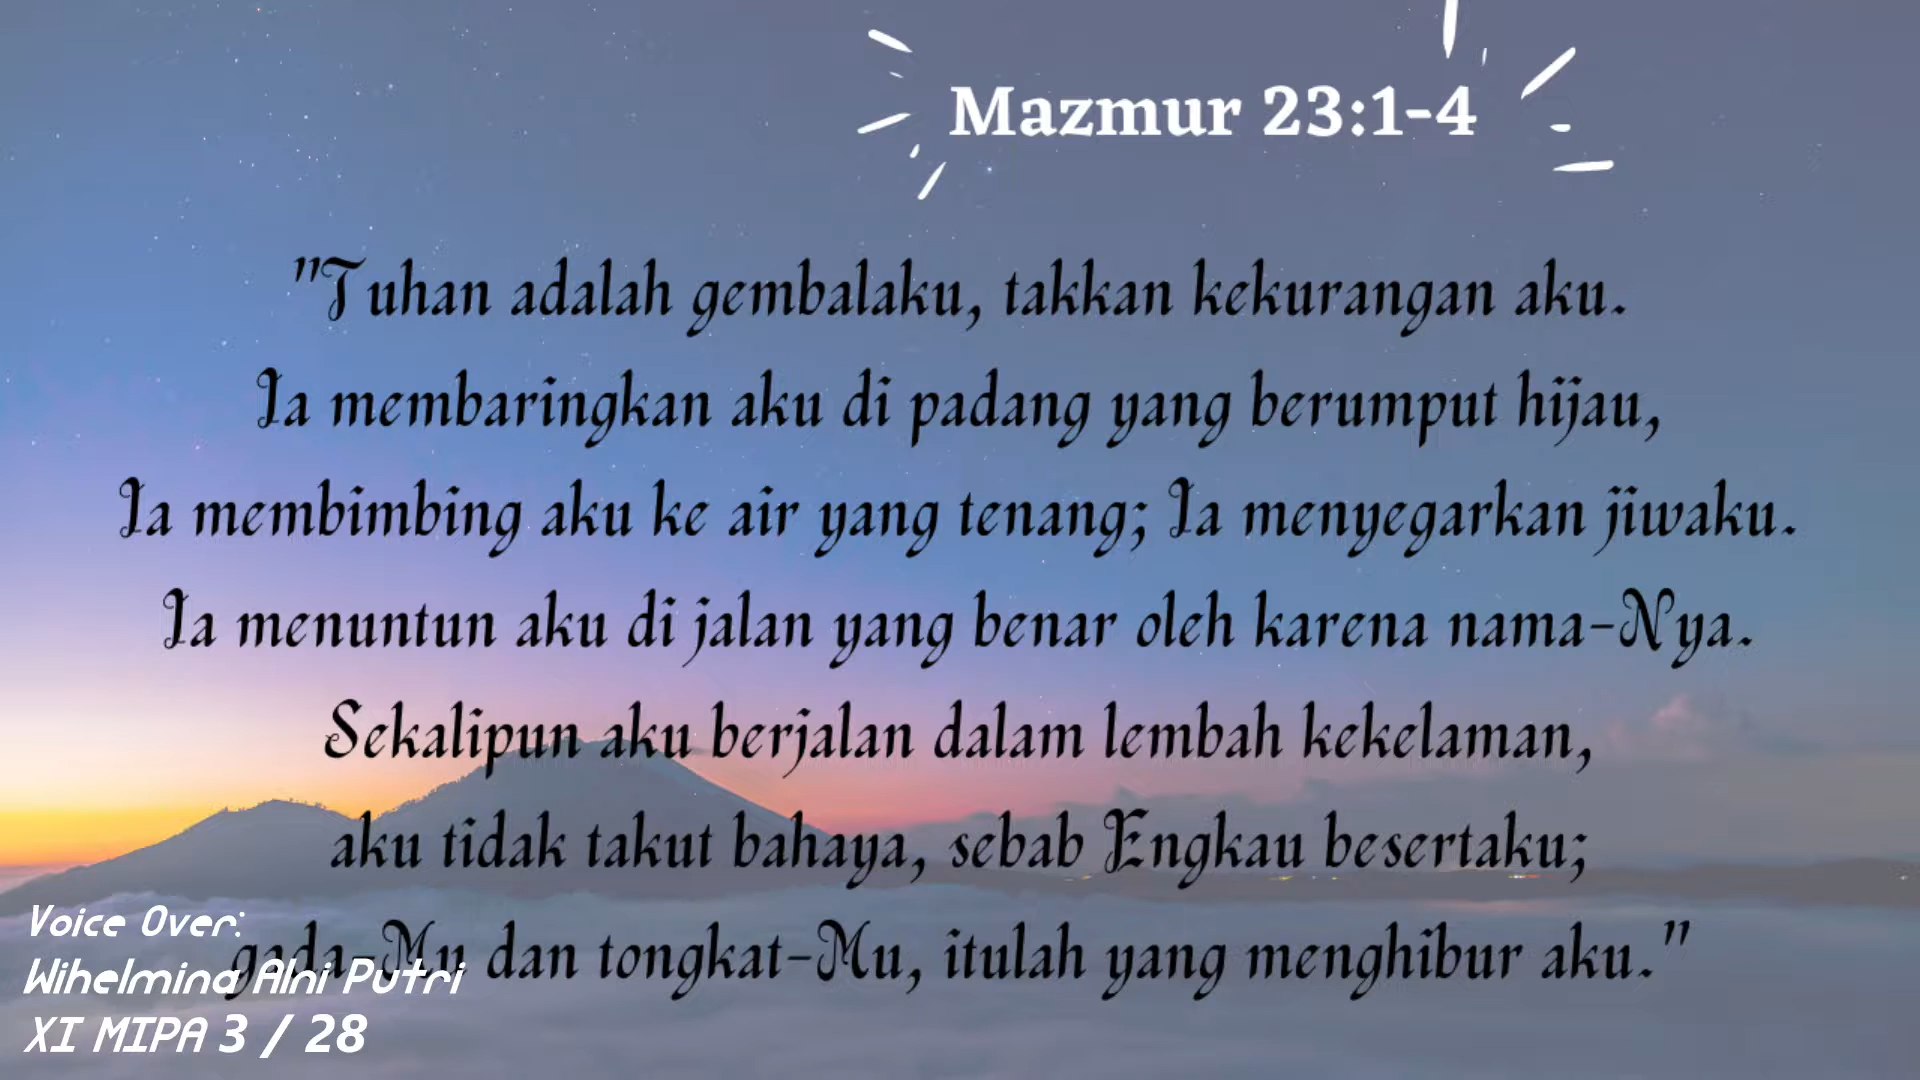 Mazmur 23:1-4
"Tuhan adalah gembalaku, takkan kekurangan aku.
Ia membaringkan aku di padang yang berumput hijau,
Ia membimbing aku ke air yang tenang; Ia menyegarkan jiwaku.
Ia menuntun aku di jalan yang benar oleh karena nama-Nya.
Sekalipun aku berjalan dalam lembah kekelaman,
aku tidak takut bahaya, sebab Engkau besertaku;
gada-Mu dan tongkat-Mu, itulah yang menghibur aku."
Voice Over:
Wihelmina Alni Putri
XI MIPA 3 / 28